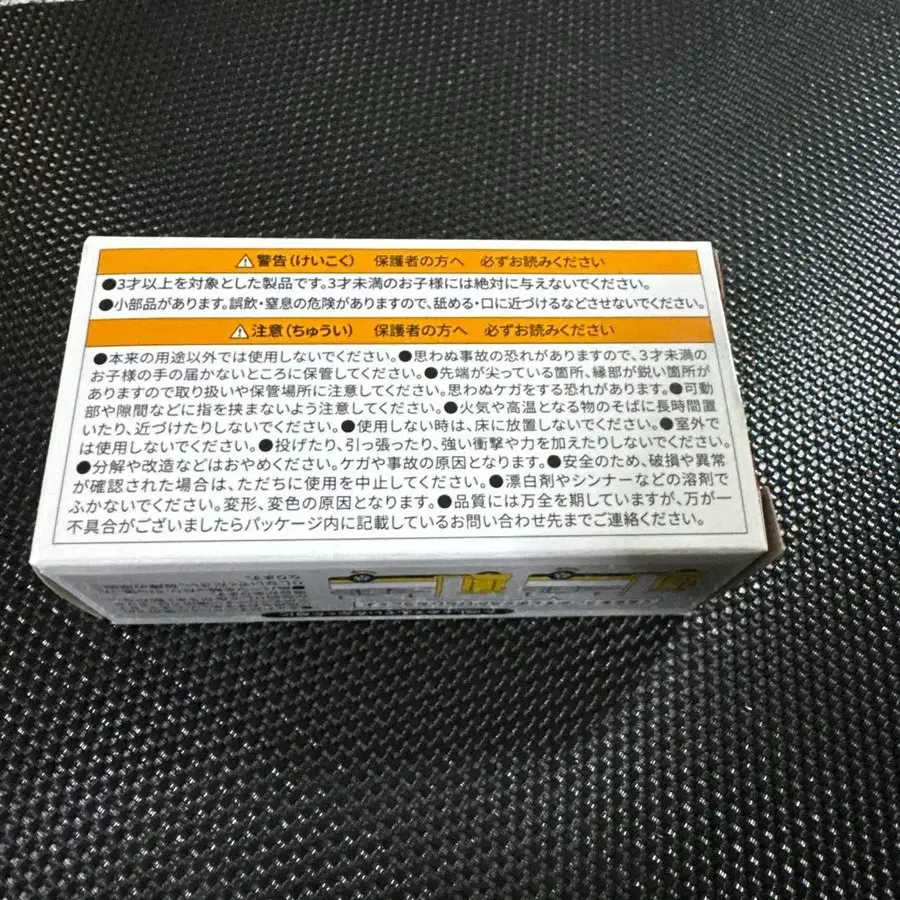 ⚠警告(けいこく) 保護者の方へ 必ずお読みください
●3才以上を対象とした製品です。3才未満のお子様には絶対に与えないでください。
●小部品があります。誤飲・窒息の危険がありますので、舐める・口に近づけるなどさせないでください。
⚠注意(ちゅうい) 保護者の方へ 必ずお読みください
●本来の用途以外では使用しないでください。●思わぬ事故の恐れがありますので、3才未満の
お子様の手の届かないところに保管してください。●先端が尖っている箇所、縁部が鋭い箇所が
ありますので取り扱いや保管場所に注意してください。思わぬケガをする恐れがあります。●可動
部や隙間などに指を挟まないよう注意してください。●火気や高温となる物のそばに長時間置
いたり、近づけたりしないでください。●使用しない時は、床に放置しないでください。●室外で
は使用しないでください。●投げたり、引っ張ったり、強い衝撃や力を加えたりしないでください。
●分解や改造などはおやめください。ケガや事故の原因となります。●安全のため、破損や異常
が確認された場合は、ただちに使用を中止してください。●漂白剤やシンナーなどの溶剤で
ふかないでください。変形、変色の原因となります。●品質には万全を期していますが、万が一
不具合がございましたらパッケージ内に記載しているお問い合わせ先までご連絡ください。